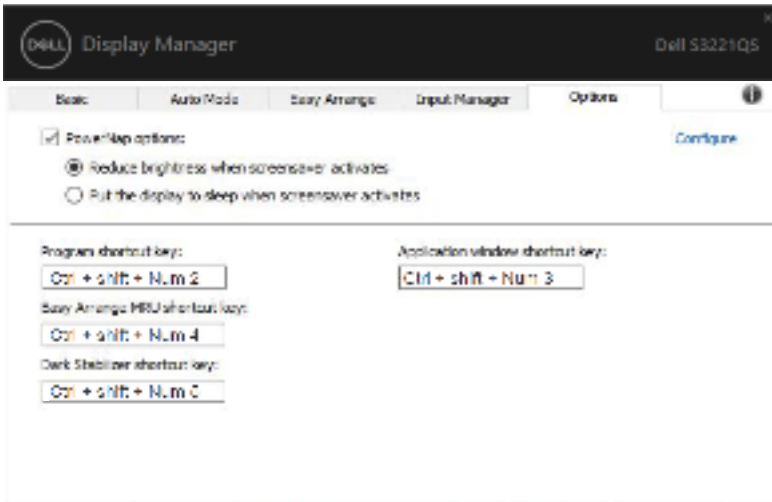 DELL Display Manager Dell S3221QS
Basic Auto Mode Easy Arrange Input Manager Options
PowerNap options: Configure
Reduce brightness when screensaver activates
Put the display to sleep when screensaver activates
Program shortcut key: Application window shortcut key:
Ctrl + shift + Num 2 Ctrl + shift + Num 3
Easy Arrange MRU shortcut key:
Ctrl + shift + Num 4
Dark Stabilizer shortcut key:
Ctrl + shift + Num